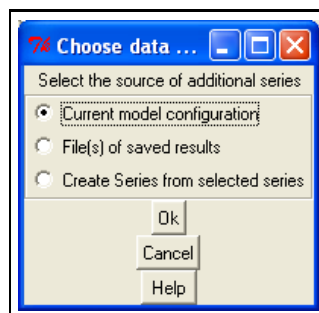 Choose data ...
Select the source of additional series
Current model configuration
File(s) of saved results
Create Series from selected series
Ok
Cancel
Help